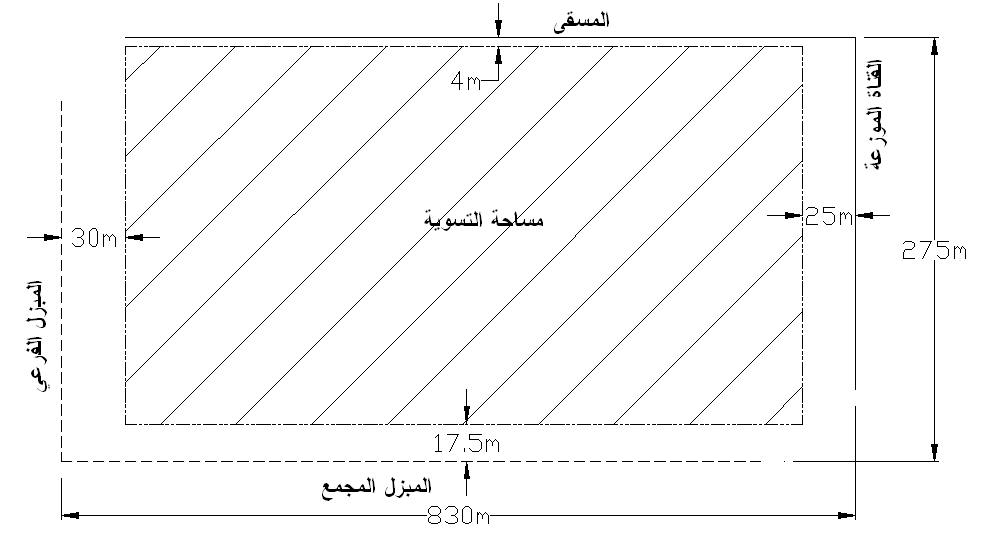 المسقى
4m
القناة الموزعة
مساحة التسوية
25m
30m
275m
المبزل الفرعي
17.5m
المبزل المجمع
830m